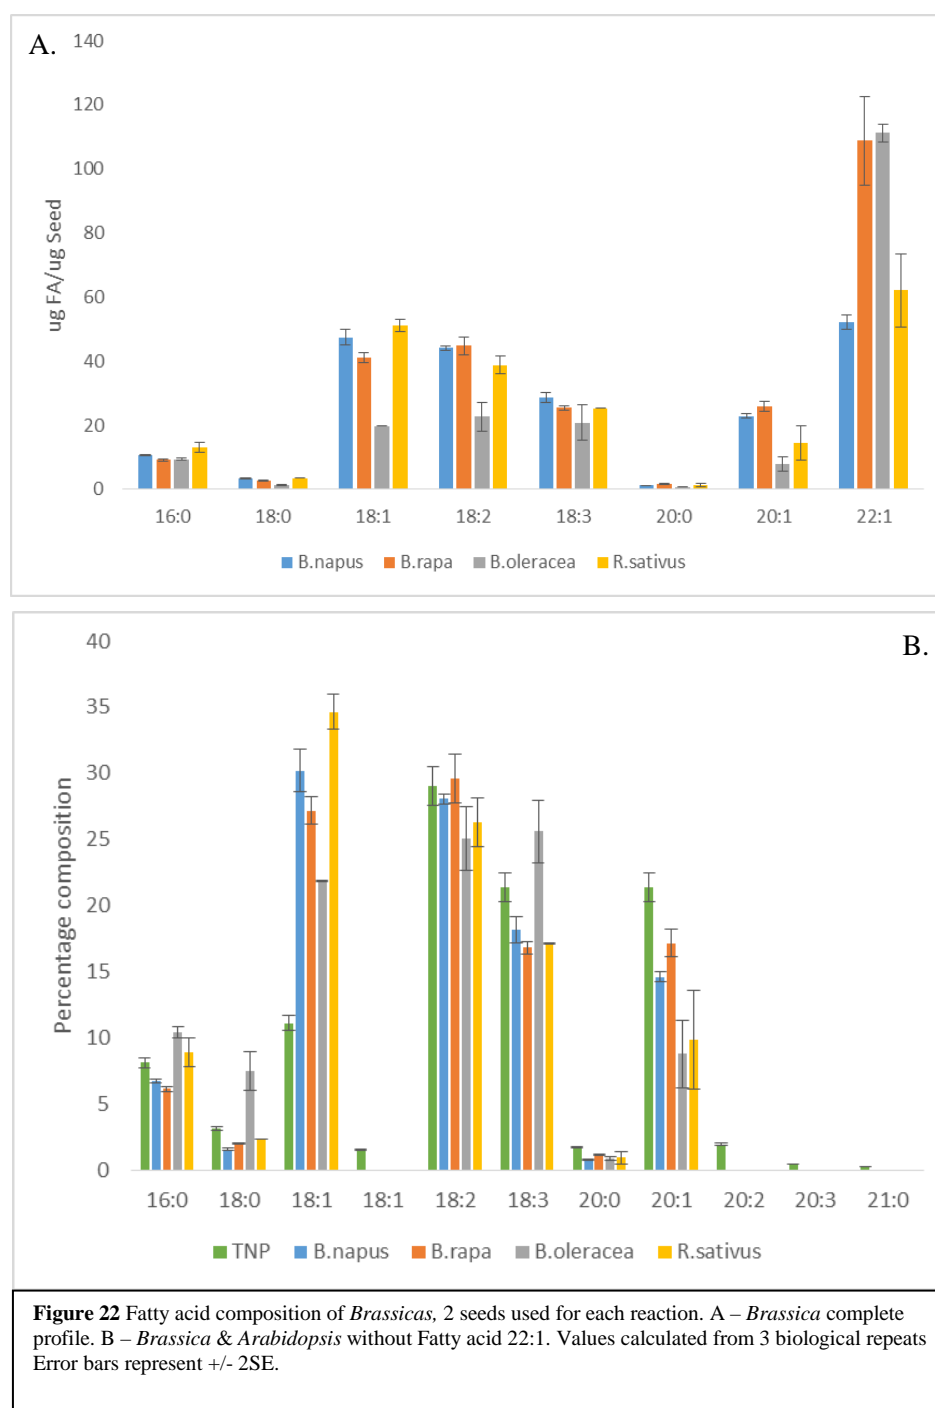 A.
140
120
100
80
60
40
20
0
ug FA/ug Seed
16:0 18:0 18:1 18:2 18:3 20:0 20:1 22:1
B.napus B.rapa B.oleracea R.sativus
B.
40
35
30
25
20
15
10
5
0
Percentage composition
16:0 18:0 18:1 18:1 18:2 18:3 20:0 20:1 20:2 20:3 21:0
TNP B.napus B.rapa B.oleracea R.sativus
Figure 22 Fatty acid composition of Brassicas, 2 seeds used for each reaction. A – Brassica complete
profile. B – Brassica & Arabidopsis without Fatty acid 22:1. Values calculated from 3 biological repeats
Error bars represent +/- 2SE.